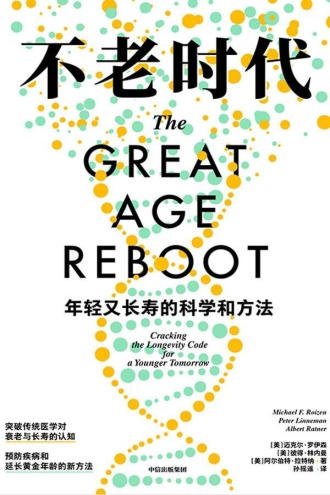 不老时代
The
GREAT
AGE
REBOOT
年轻又长寿的科学和方法
Cracking
the Longevity Code
for
a Younger Tomorrow
突破传统医学对
衰老与长寿的认知
预防疾病和
延长黄金年龄的新方法
Michael F. Roizen
Peter Linneman
Albert Ratner
[美]迈克尔·罗伊森
[美]彼得·林内曼
[美]阿尔伯特·拉特纳 著
孙摇遥 译
中信出版集团